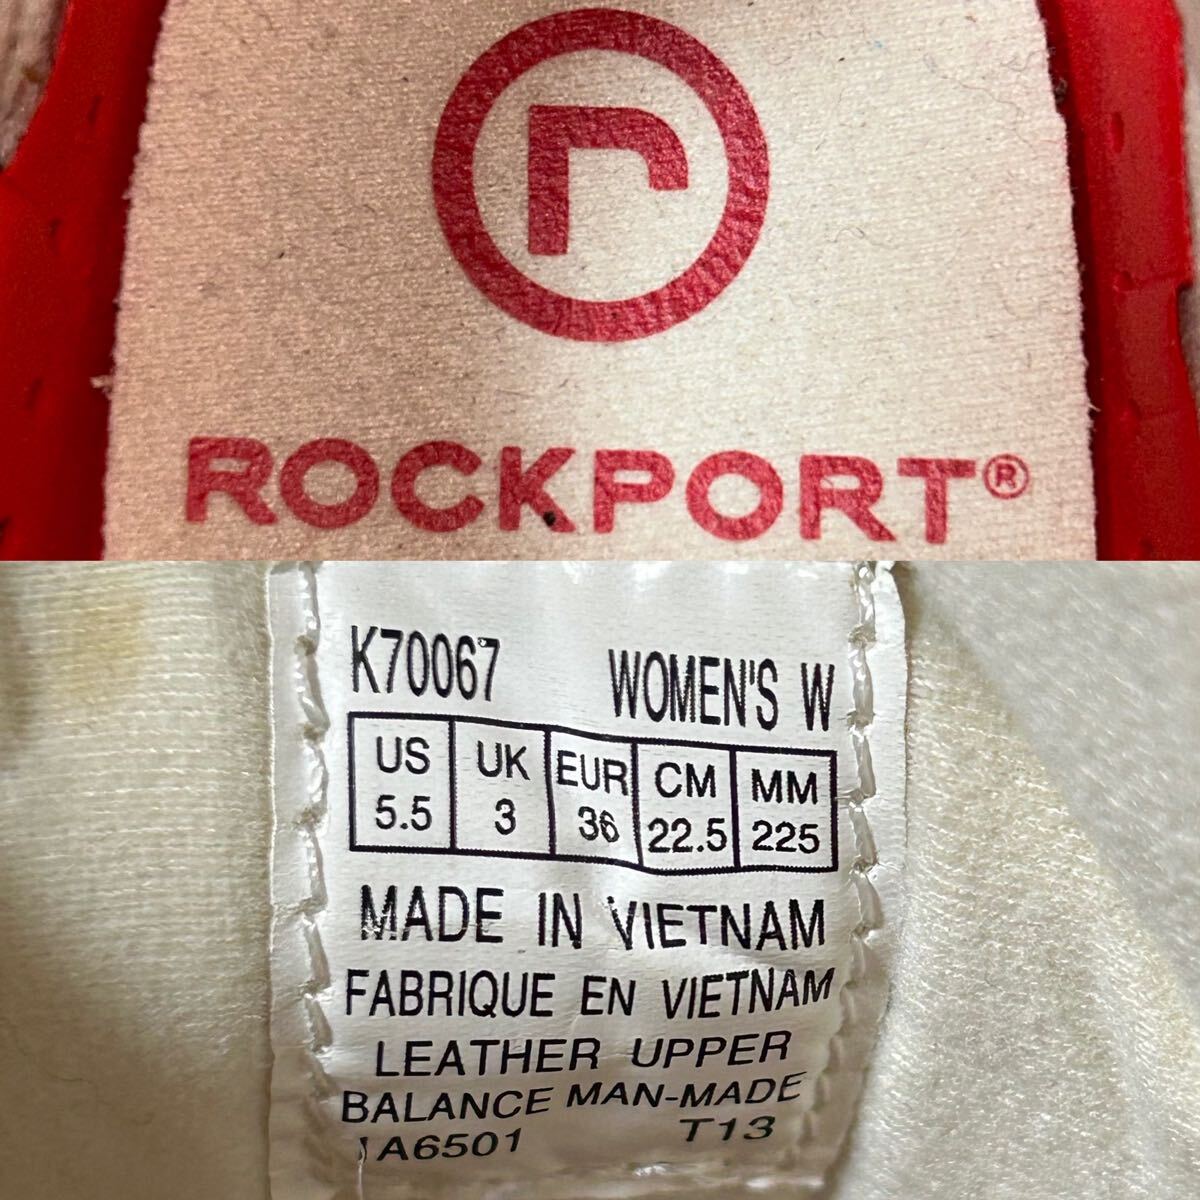 r
ROCKPORT®
K70067 WOMEN'S W
US UK EUR CM MM
5.5 3 36 22.5 225
MADE IN VIETNAM
FABRIQUE EN VIETNAM
LEATHER UPPER
BALANCE MAN-MADE
1A6501 T13